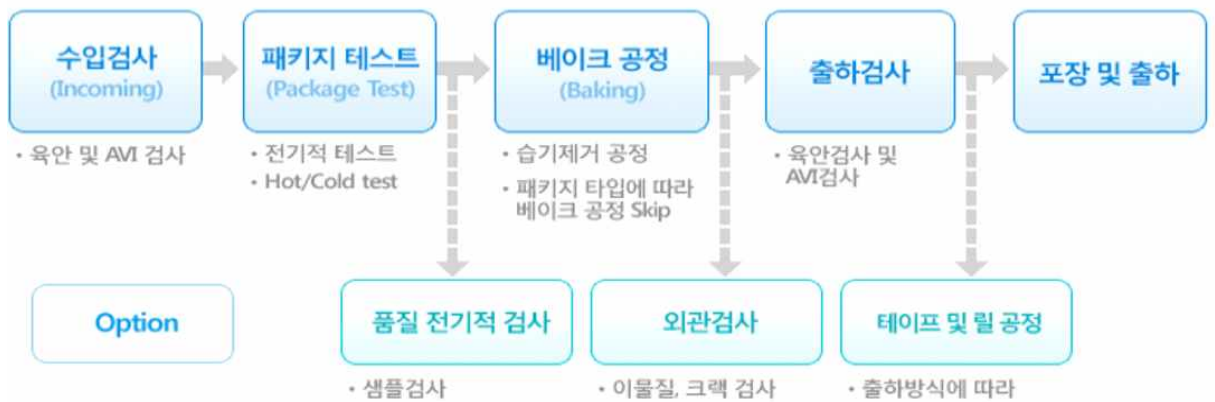 수입검사
(Incoming)
• 육안 및 AVI 검사
패키지 테스트
(Package Test)
• 전기적 테스트
• Hot/Cold test
베이크 공정
(Baking)
• 습기제거 공정
• 패키지 타입에 따라
베이크 공정 Skip
출하검사
• 육안검사 및
AVI검사
포장 및 출하
Option
품질 전기적 검사
• 샘플검사
외관검사
• 이물질, 크랙 검사
테이프 및 릴 공정
• 출하방식에 따라